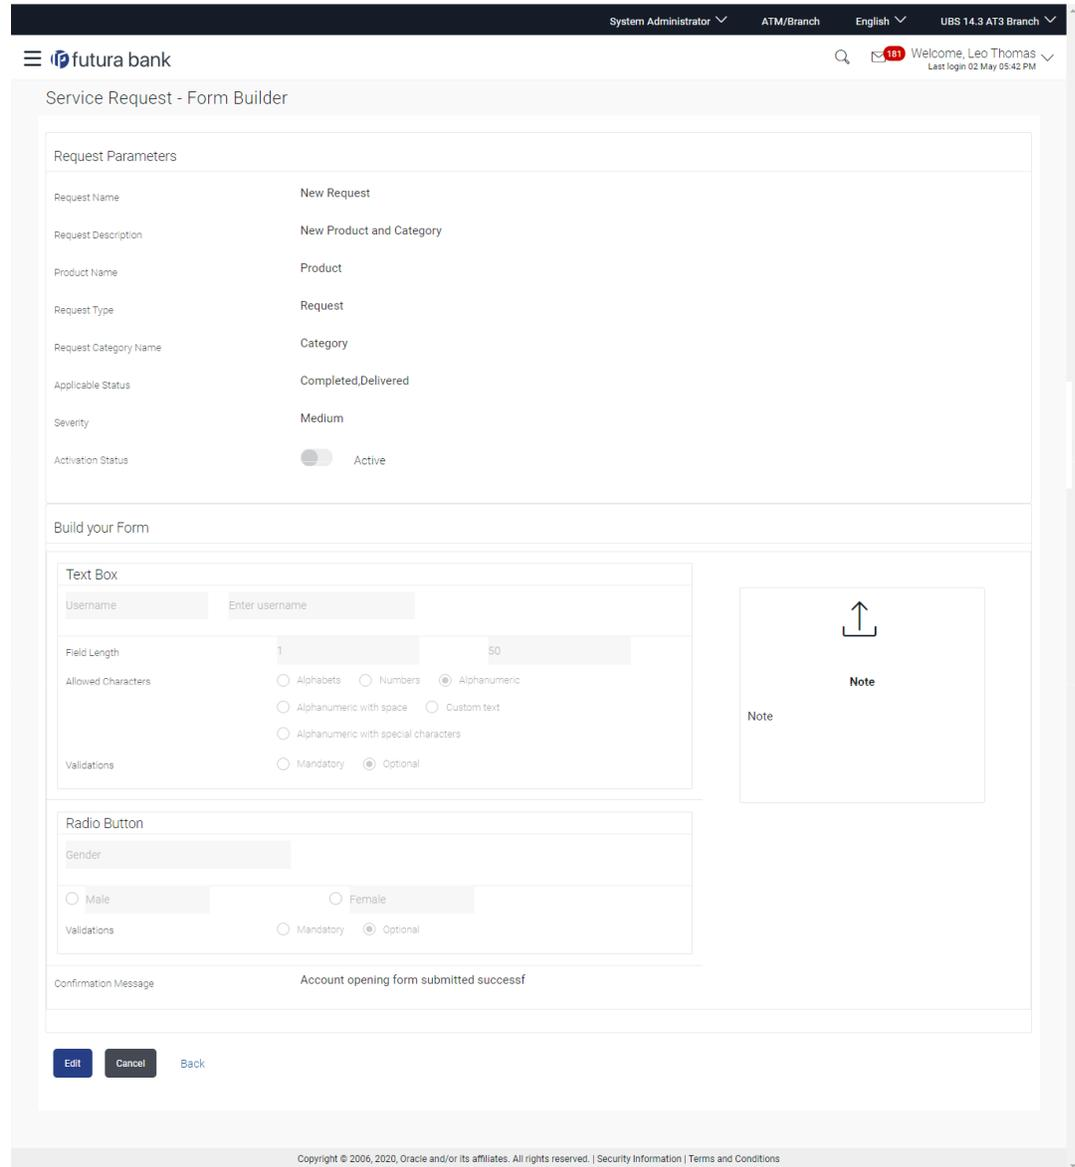 System Administrator ATM/Branch English UBS 14.3 AT3 Branch
futura bank 181 Welcome, Leo Thomas
Last login 02 May 05:42 PM
Service Request - Form Builder
Request Parameters
Request Name New Request
Request Description New Product and Category
Product Name Product
Request Type Request
Request Category Name Category
Applicable Status Completed,Delivered
Severity Medium
Activation Status Active
Build your Form
Text Box
Username Enter username
Field Length 1 50
Allowed Characters Alphabets Numbers Alphanumeric
Alphanumeric with space Custom text
Alphanumeric with special characters
Validations Mandatory Optional
Note
Note
Radio Button
Gender
Male Female
Validations Mandatory Optional
Confirmation Message Account opening form submitted successf
Edit Cancel Back
Copyright © 2006, 2020, Oracle and/or its affiliates. All rights reserved. | Security Information | Terms and Conditions